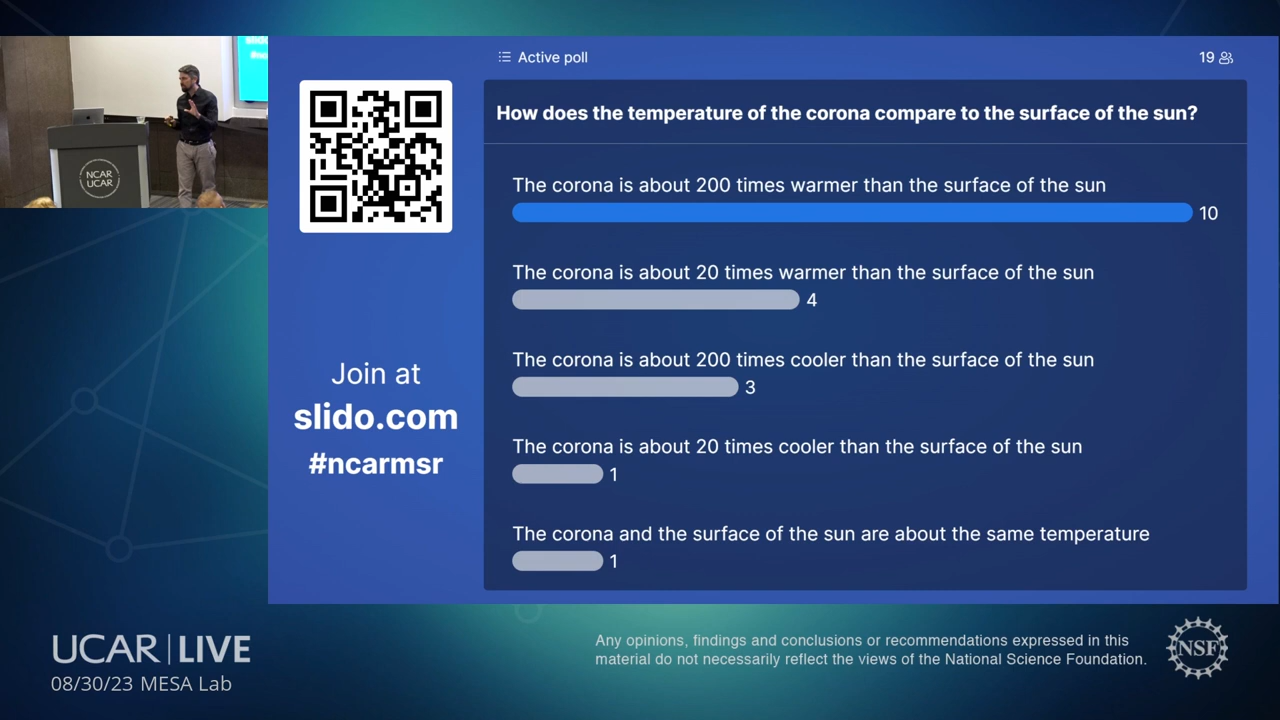 Active poll
19
How does the temperature of the corona compare to the surface of the sun?
The corona is about 200 times warmer than the surface of the sun
10
The corona is about 20 times warmer than the surface of the sun
4
The corona is about 200 times cooler than the surface of the sun
3
The corona is about 20 times cooler than the surface of the sun
1
The corona and the surface of the sun are about the same temperature
1
Join at
slido.com
#ncarmsr
NCAR
UCAR
UCAR | LIVE
08/30/23 MESA Lab
Any opinions, findings and conclusions or recommendations expressed in this
material do not necessarily reflect the views of the National Science Foundation.
NSF